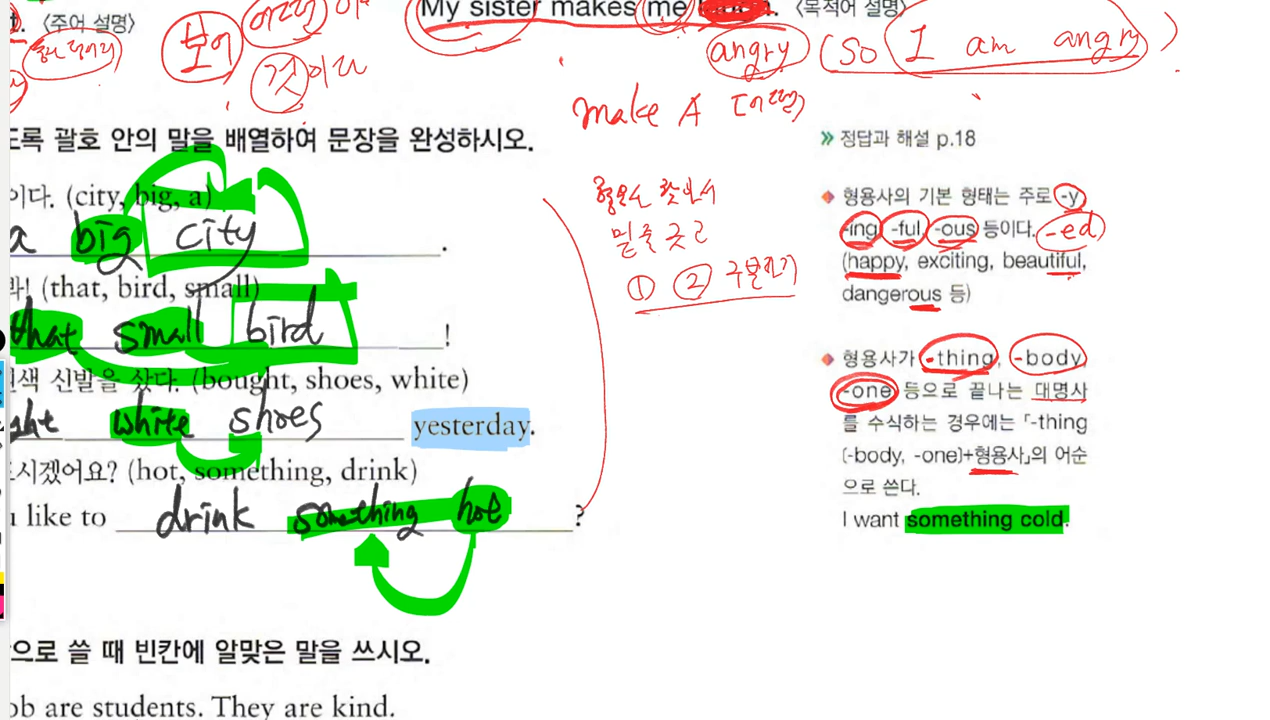 . 〈주어 설명〉
어떤 이
보어
것이다
My sister makes me . 〈목적어 설명〉
angry (so I am angry)
make A [어떤]
도록 괄호 안의 말을 배열하여 문장을 완성하시오.
이다. (city, big, a)
a big city .
! (that, bird, small)
that small bird !
색 신발을 샀다. (bought, shoes, white)
ght white shoes yesterday.
시겠어요? (hot, something, drink)
like to drink something hot ?
형용사 찾아서
밑줄 긋고
① ② 구분하기
» 정답과 해설 p.18
형용사의 기본 형태는 주로 -y
-ing, -ful, -ous 등이다. -ed
(happy, exciting, beautiful,
dangerous 등)
형용사가 -thing, -body,
-one 등으로 끝나는 대명사
를 수식하는 경우에는 「-thing
(-body, -one)+형용사」의 어순
으로 쓴다.
I want something cold.
으로 쓸 때 빈칸에 알맞은 말을 쓰시오.
ob are students. They are kind.